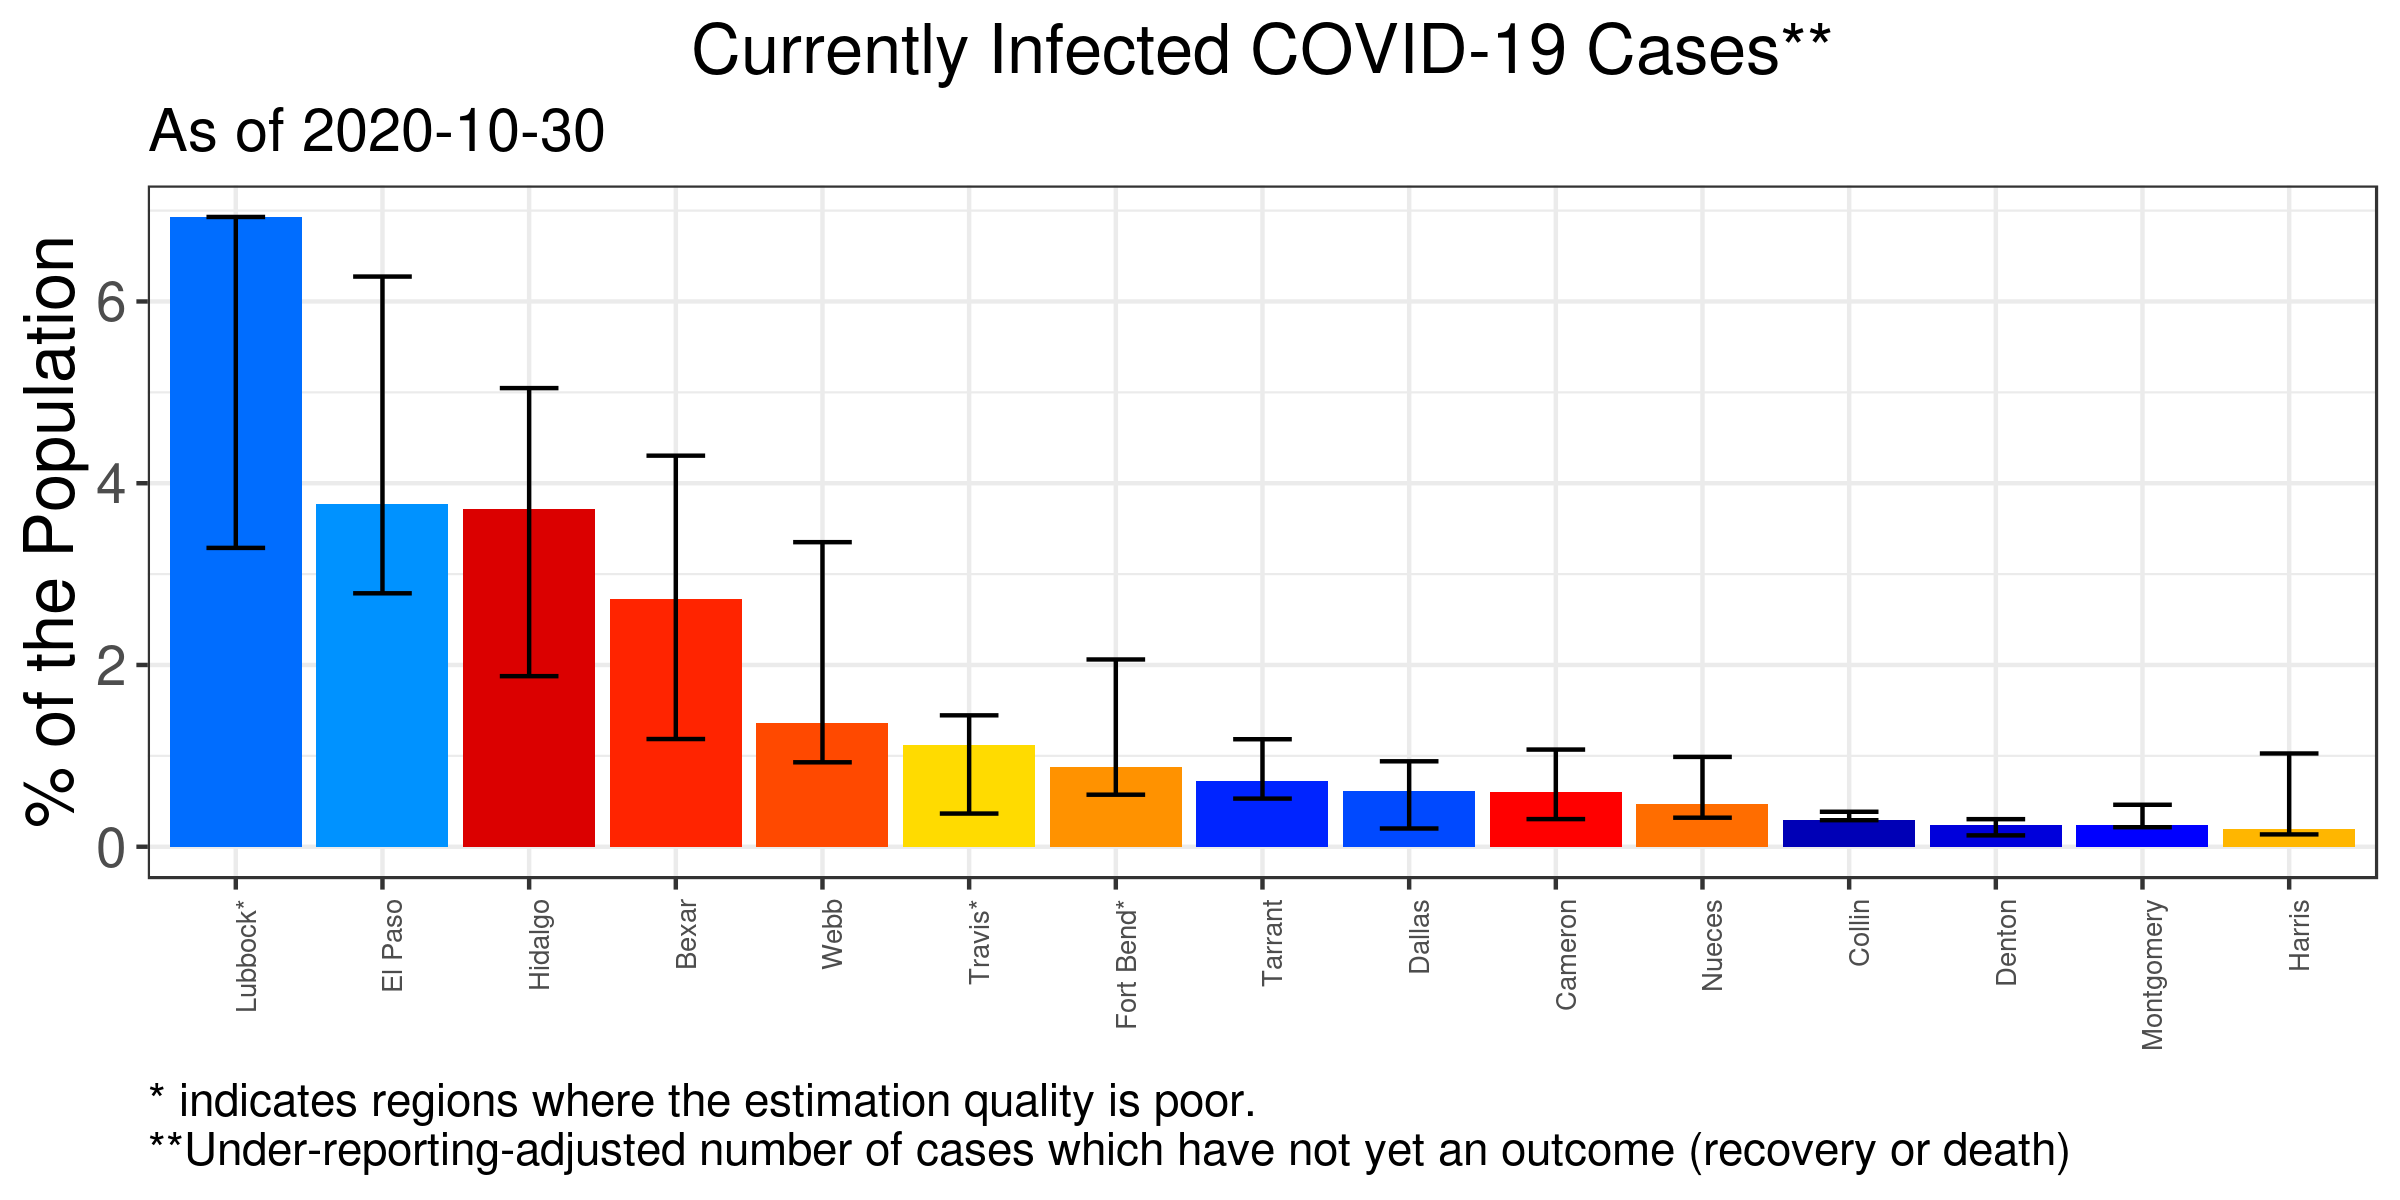 Currently Infected COVID-19 Cases**
As of 2020-10-30
% of the Population
6
4
2
0
Lubbock*
El Paso
Hidalgo
Bexar
Webb
Travis*
Fort Bend*
Tarrant
Dallas
Cameron
Nueces
Collin
Denton
Montgomery
Harris
* indicates regions where the estimation quality is poor.
**Under-reporting-adjusted number of cases which have not yet an outcome (recovery or death)